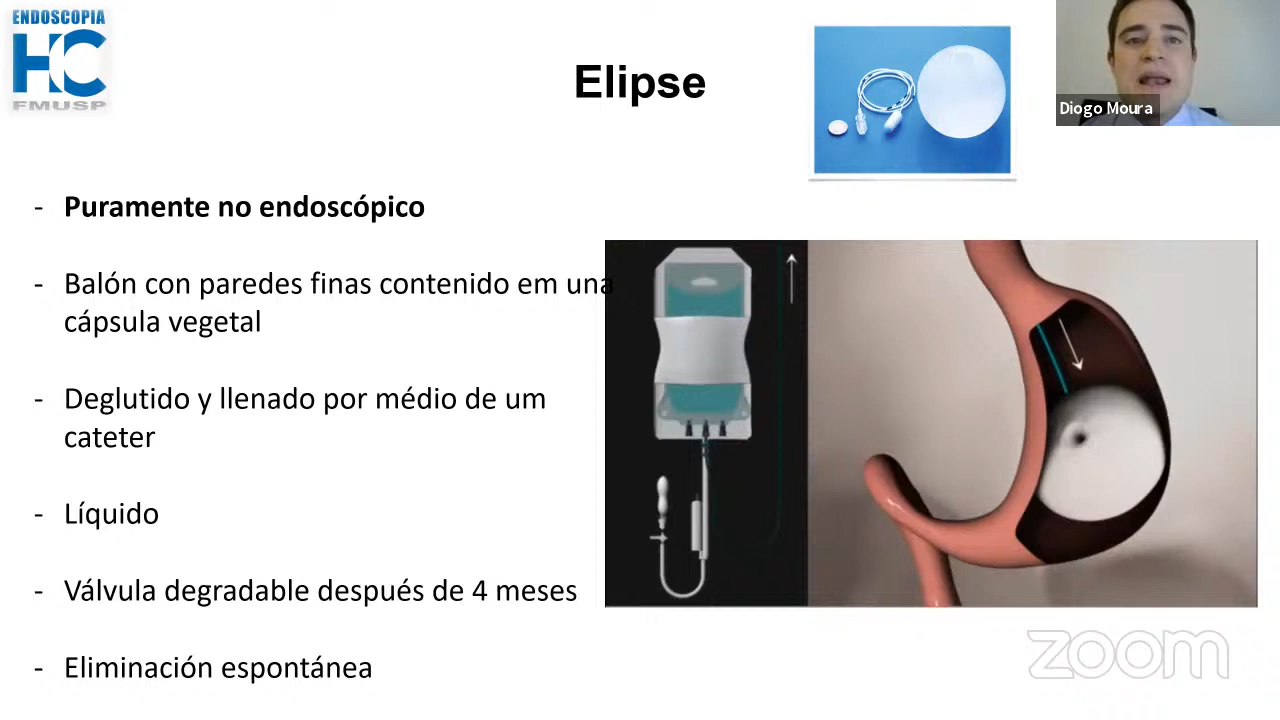 ENDOSCOPIA
HC
FMUSP
Elipse
Diogo Moura
- Puramente no endoscópico
- Balón con paredes finas contenido em una
cápsula vegetal
- Deglutido y llenado por médio de um
cateter
- Líquido
- Válvula degradable después de 4 meses
- Eliminación espontánea
zoom